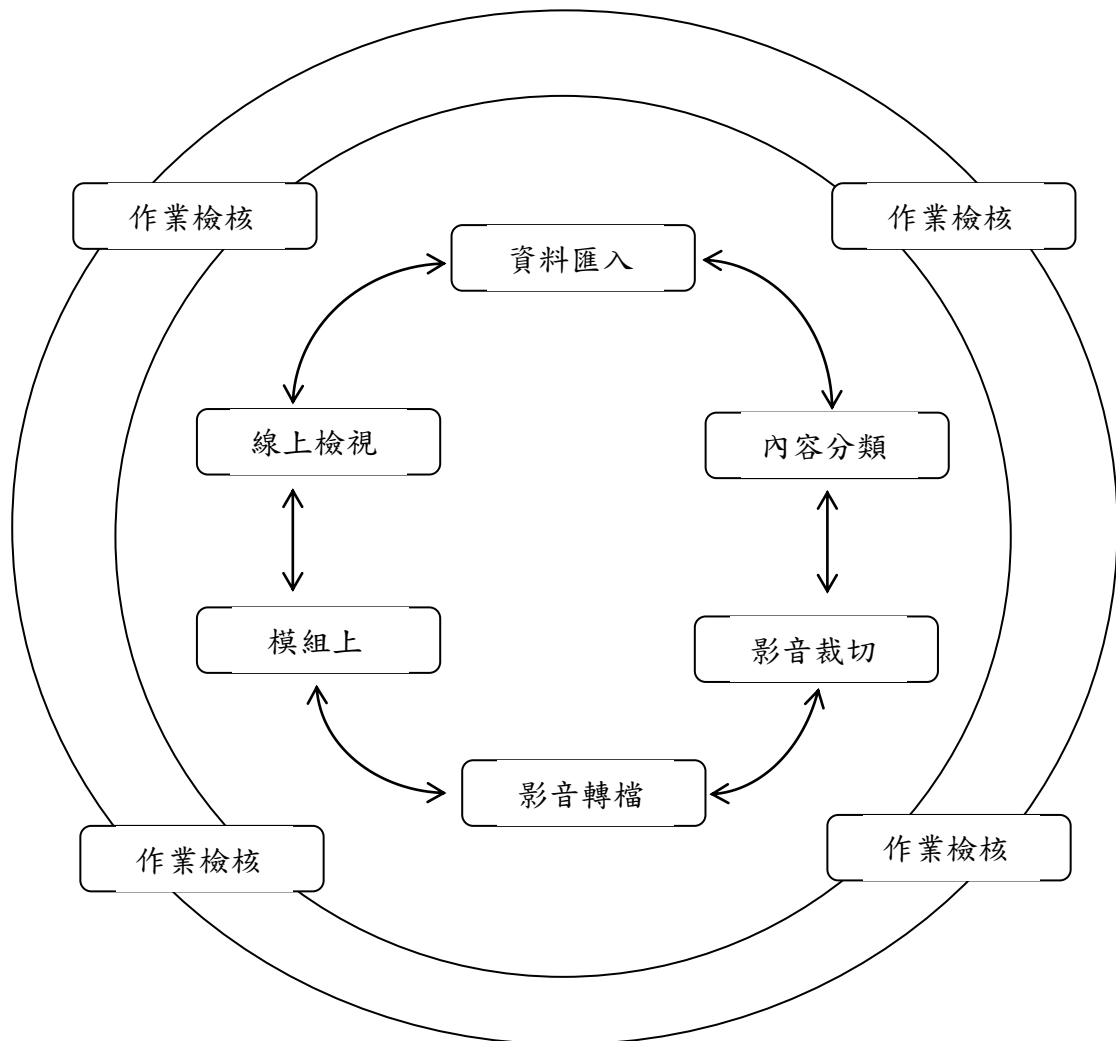 作業檢核
作業檢核
資料匯入
線上檢視
內容分類
模組上
影音裁切
影音轉檔
作業檢核
作業檢核